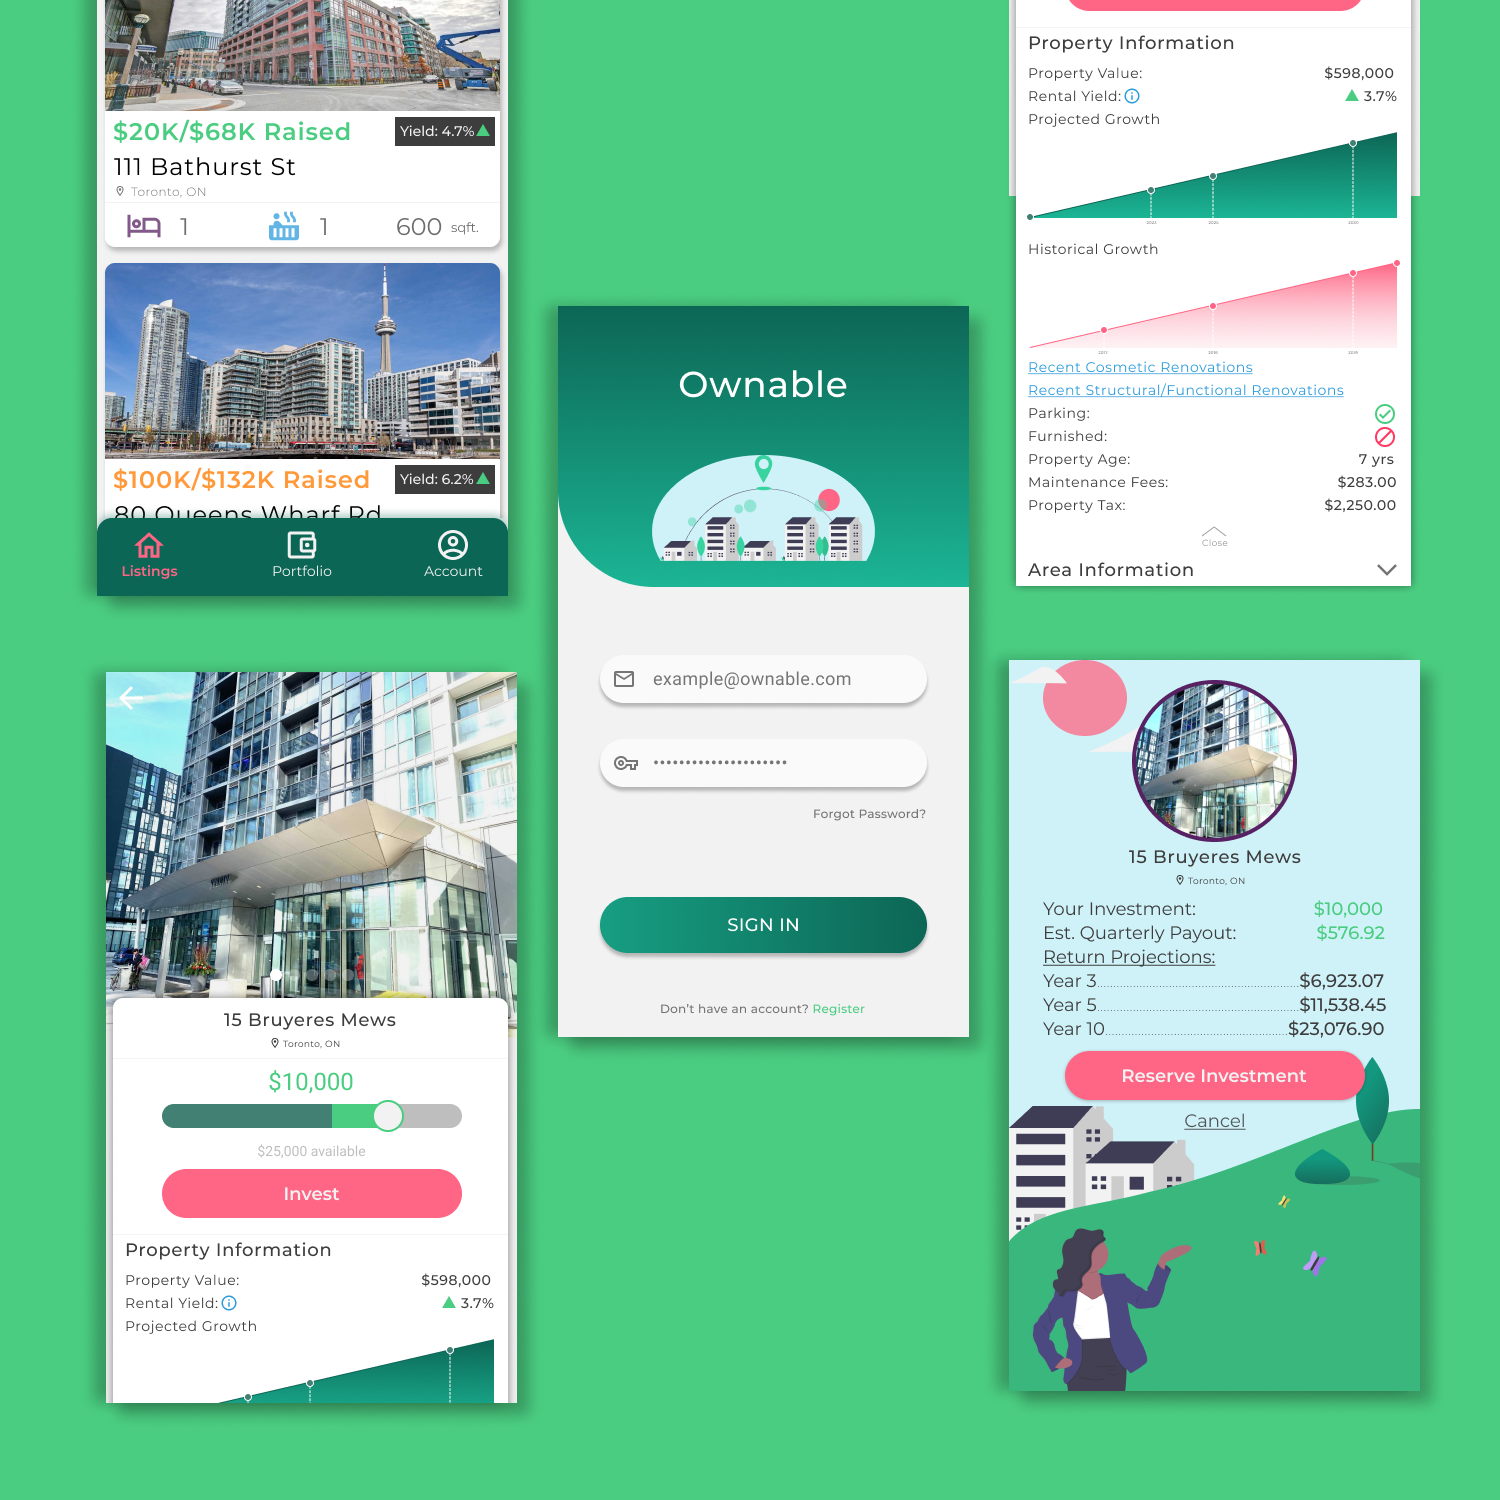 $20K/$68K Raised
Yield: 4.7%
111 Bathurst St
Toronto, ON
1
1
600 sqft.
$100K/$132K Raised
Yield: 6.2%
80 Queens Wharf Rd
Listings
Portfolio
Account
15 Bruyeres Mews
Toronto, ON
$10,000
$25,000 available
Invest
Property Information
Property Value: $598,000
Rental Yield: 3.7%
Projected Growth
Ownable
example@ownable.com
Forgot Password?
SIGN IN
Don't have an account? Register
Property Information
Property Value: $598,000
Rental Yield: 3.7%
Projected Growth
Historical Growth
Recent Cosmetic Renovations
Recent Structural/Functional Renovations
Parking:
Furnished:
Property Age: 7 yrs
Maintenance Fees: $283.00
Property Tax: $2,250.00
Close
Area Information
15 Bruyeres Mews
Toronto, ON
Your Investment: $10,000
Est. Quarterly Payout: $576.92
Return Projections:
Year 3 $6,923.07
Year 5 $11,538.45
Year 10 $23,076.90
Reserve Investment
Cancel